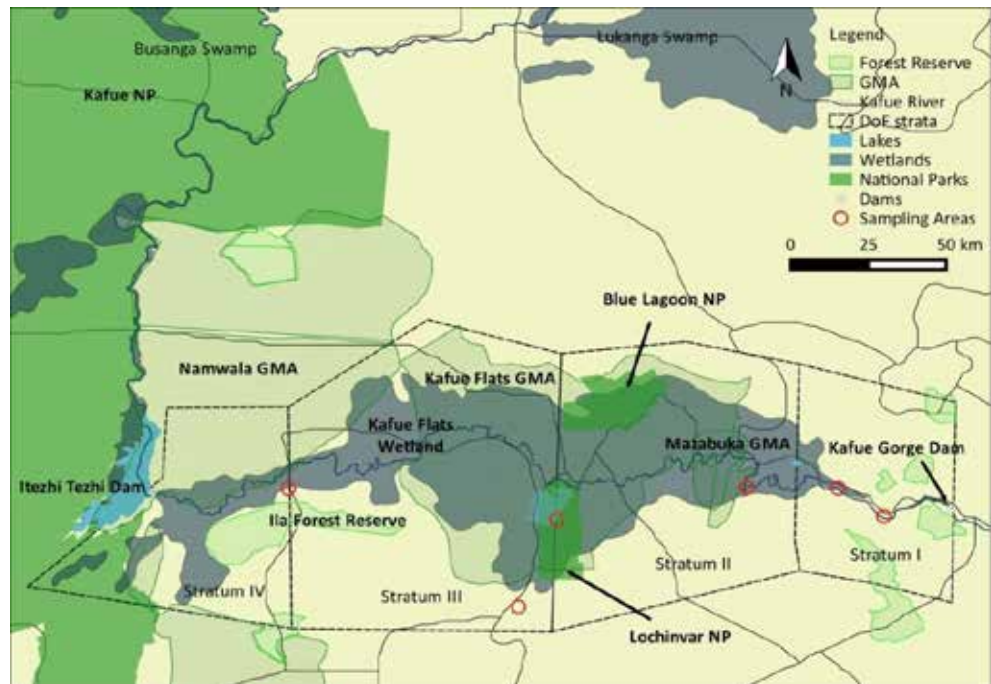 Busanga Swamp
Lukanga Swamp
Kafue NP
N
Legend
Forest Reserve
GMA
Kafue River
DoF strata
Lakes
Wetlands
National Parks
Dams
Sampling Areas
0 25 50 km
Blue Lagoon NP
Namwala GMA
Kafue Flats GMA
Kafue Flats
Wetland
Mazabuka GMA
Kafue Gorge Dam
Itezhi Tezhi Dam
Ila Forest Reserve
Stratum IV
Stratum III
Stratum II
Stratum I
Lochinvar NP